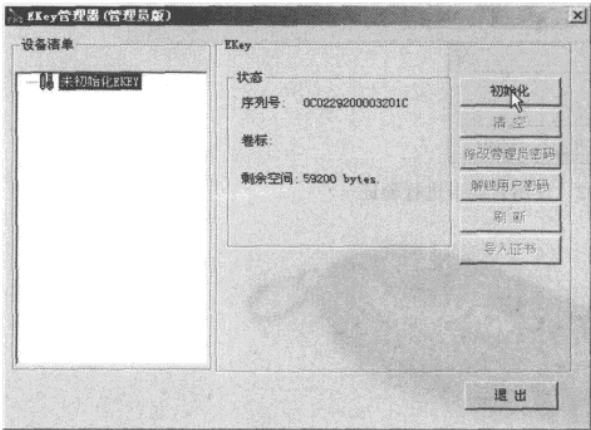 EKey管理器(管理员版)
设备清单
未初始化EKEY
EKey
状态
序列号: 0C0229200003201C
卷标:
剩余空间: 59200 bytes.
初始化
清 空
修改管理员密码
解锁用户密码
刷 新
导入证书
退 出